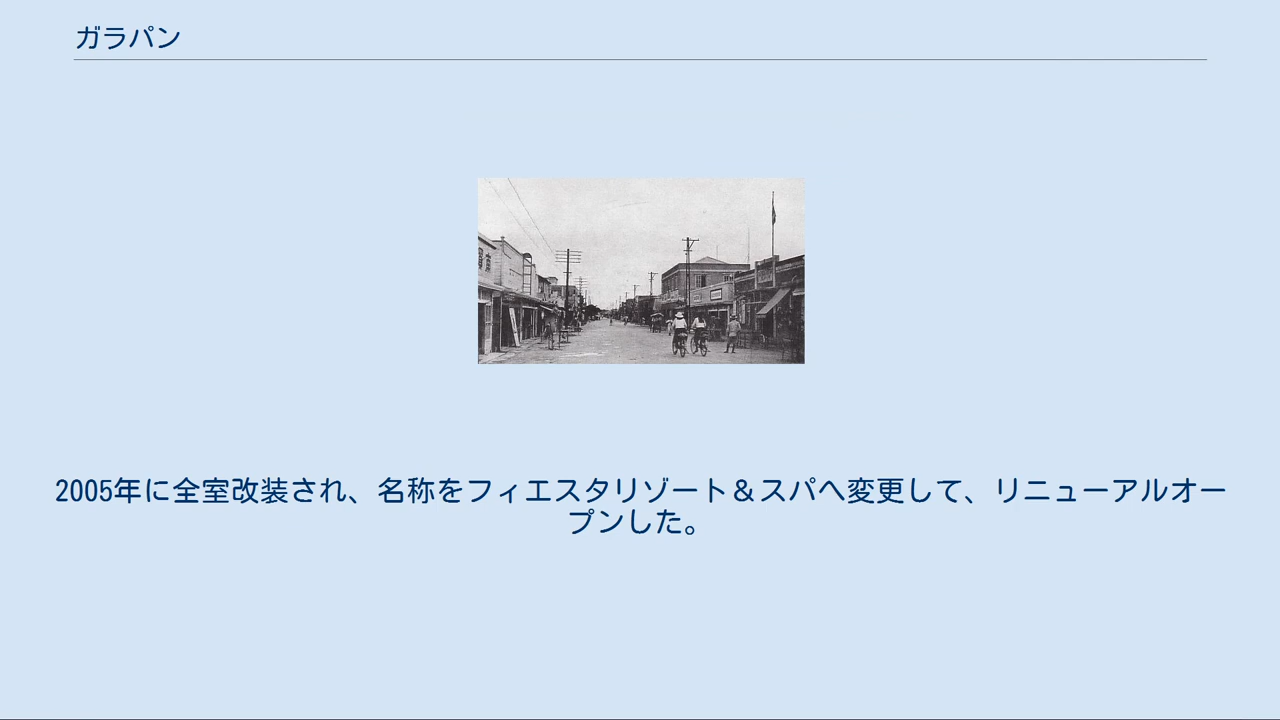 ガラパン
2005年に全室改装され、名称をフィエスタリゾート＆スパへ変更して、リニューアルオー
プンした。